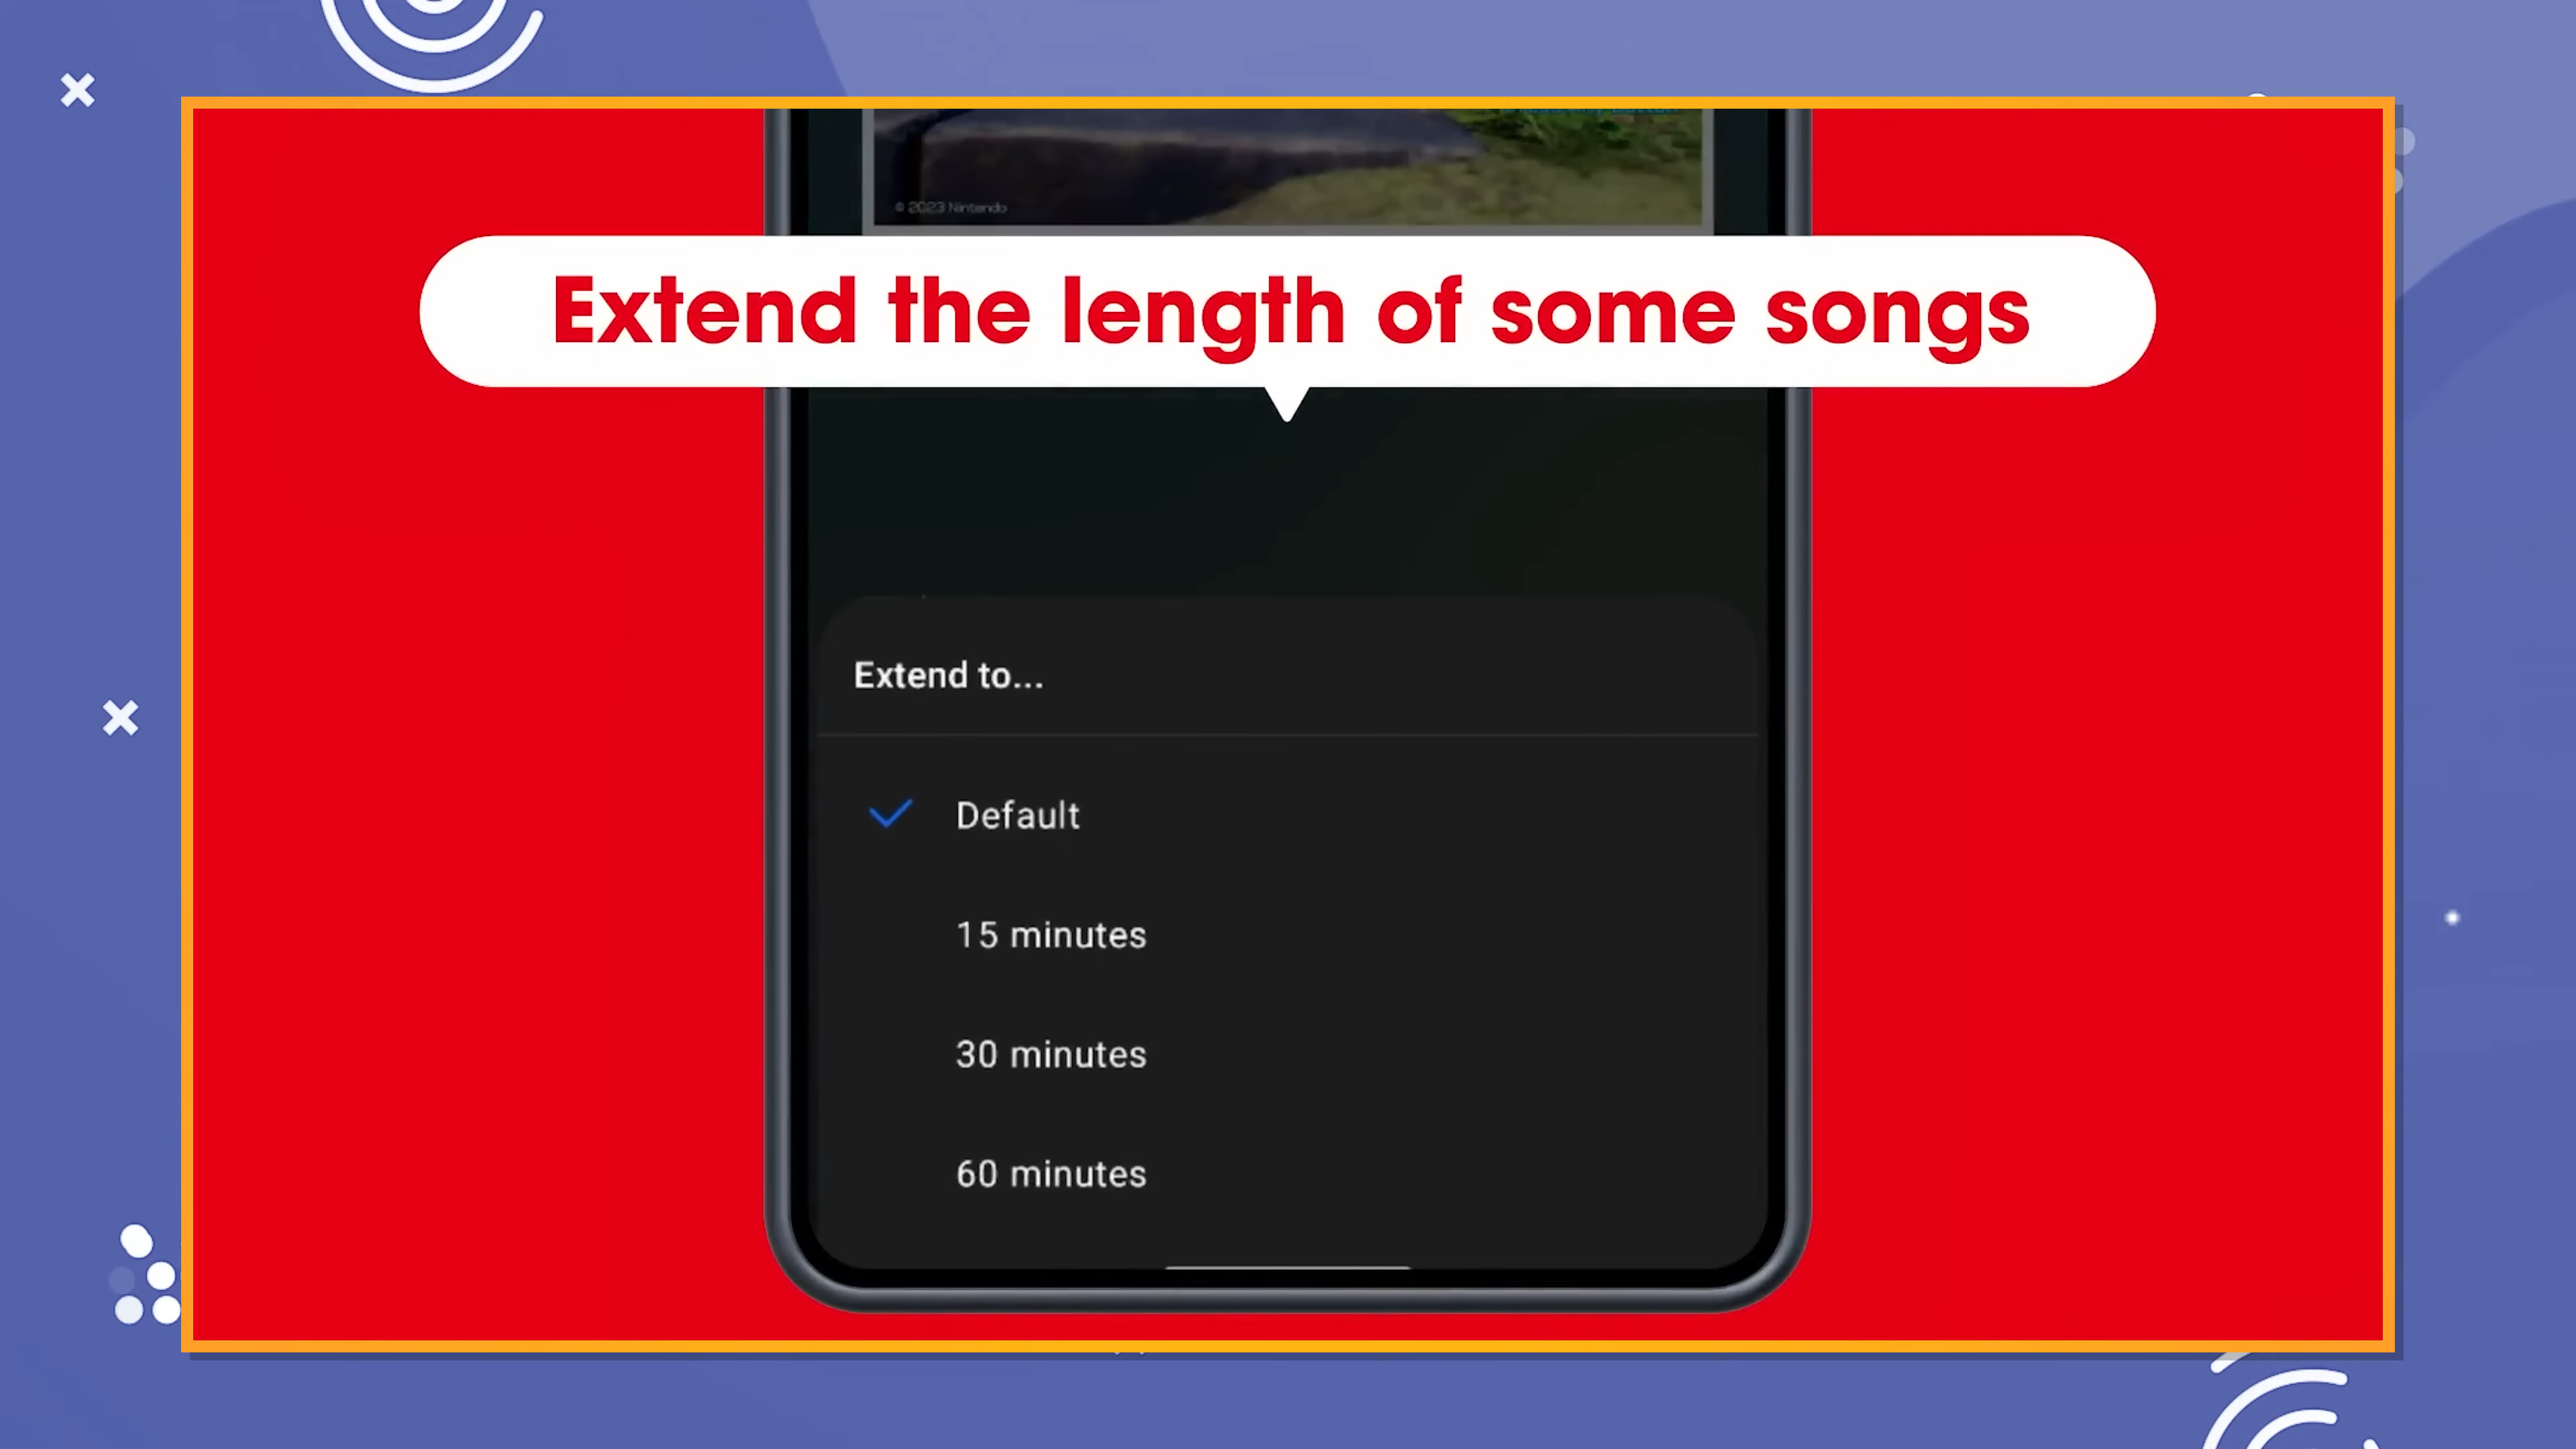 © 2023 Nintendo
Extend the length of some songs
Extend to...
Default
15 minutes
30 minutes
60 minutes